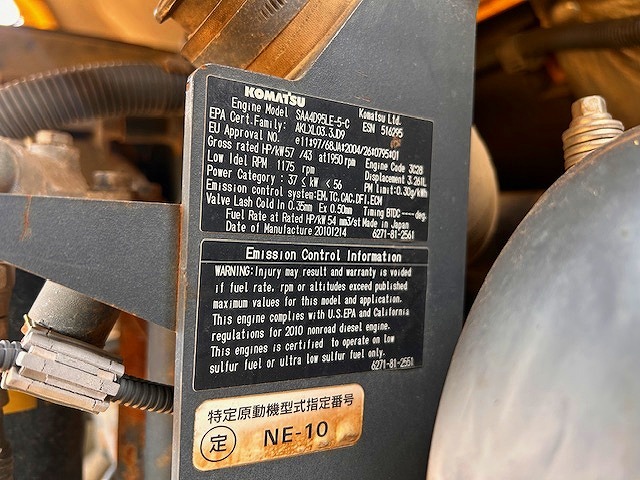 KOMATSU
Komatsu Ltd.
Engine Model SAA4D95LE-5-C ESN 516295
EPA Cert.Family: AKLXL03.3JD9
EU Approval NO. e11*97/68JA*2004/26*0795*01
Gross rated HP/kW 57 /43 at 1950 rpm Engine Code 3C28
Low Idel RPM 1175 rpm Displacement 3.261L
Power Category : 37 ≤ kW < 56 PM limit:0.30g/kWh
Emission control system:EM,TC,CAC,DFI,ECM
Valve Lash Cold In 0.35mm Ex 0.50mm Timing BTDC ---- deg.
Fuel Rate at Rated HP/kW 54 mm3/st Made in Japan
Date of Manufacture 20101214 6271-81-2561
Emission Control Information
WARNING:Injury may result and warranty is voided
if fuel rate, rpm or altitudes exceed published
maximum values for this model and application.
This engine complies with U.S.EPA and California
regulations for 2010 nonroad diesel engine.
This engines is certified to operate on low
sulfur fuel or ultra low sulfur fuel only.
6271-81-2551
特定原動機型式指定番号
定 NE-10